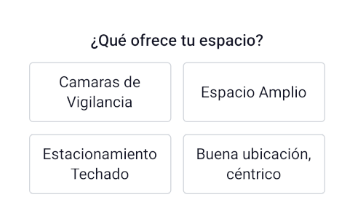 ¿Qué ofrece tu espacio?
Camaras de
Vigilancia
Espacio Amplio
Estacionamiento
Techado
Buena ubicación,
céntrico